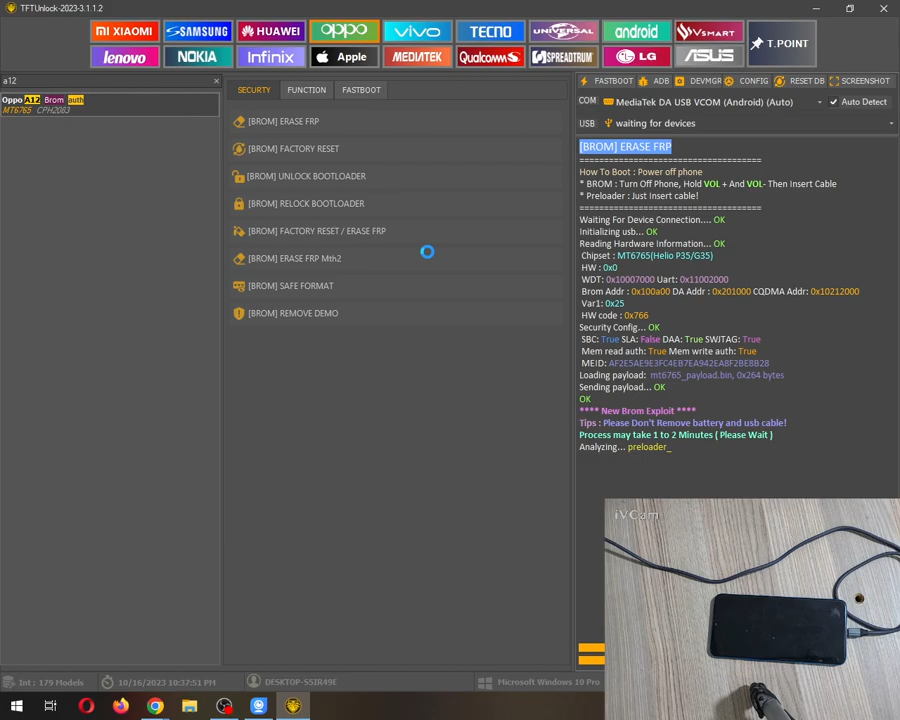 TFTUnlock-2023-3.1.1.2
mi XIAOMI
SAMSUNG
HUAWEI
oppo
vivo
TECNO
UNIVERSAL
android
VSMART
T.POINT
lenovo
NOKIA
Infinix
Apple
MEDIATEK
Qualcomm
SPREADTRUM
LG
ASUS
a12
Oppo A12 Brom auth
MT6765 CPH2083
SECURTY
FUNCTION
FASTBOOT
[BROM] ERASE FRP
[BROM] FACTORY RESET
[BROM] UNLOCK BOOTLOADER
[BROM] RELOCK BOOTLOADER
[BROM] FACTORY RESET / ERASE FRP
[BROM] ERASE FRP Mth2
[BROM] SAFE FORMAT
[BROM] REMOVE DEMO
FASTBOOT
ADB
DEVMGR
CONFIG
RESET DB
SCREENSHOT
COM
MediaTek DA USB VCOM (Android) (Auto)
Auto Detect
USB
waiting for devices
[BROM] ERASE FRP
=====================================
How To Boot : Power off phone
* BROM : Turn Off Phone, Hold VOL + And VOL- Then Insert Cable
* Preloader : Just Insert cable!
=====================================
Waiting For Device Connection.... OK
Initializing usb... OK
Reading Hardware Information... OK
Chipset : MT6765(Helio P35/G35)
HW : 0x0
WDT: 0x10007000 Uart: 0x11002000
Brom Addr : 0x100a00 DA Addr : 0x201000 CQDMA Addr: 0x10212000
Var1: 0x25
HW code : 0x766
Security Config... OK
SBC: True SLA: False DAA: True SWJTAG: True
Mem read auth: True Mem write auth: True
MEID: AF2E5AE9E3FC4EB7EA942EA8F2BE8B28
Loading payload: mt6765_payload.bin, 0x264 bytes
Sending payload... OK
OK
**** New Brom Exploit ****
Tips : Please Don't Remove battery and usb cable!
Process may take 1 to 2 Minutes ( Please Wait )
Analyzing... preloader_
iVCam
Int : 179 Models
10/16/2023 10:37:51 PM
DESKTOP-S5IR49E
Microsoft Windows 10 Pro